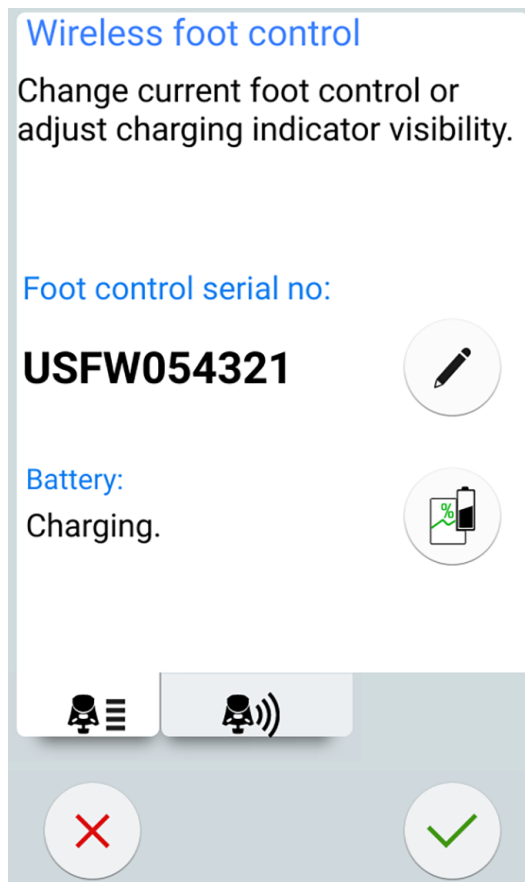 Wireless foot control
Change current foot control or
adjust charging indicator visibility.
Foot control serial no:
USFW054321
Battery:
%
Charging.